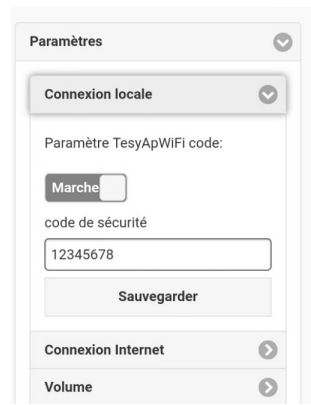 Paramètres
Connexion locale
Paramètre TesyApWiFi code:
Marche
code de sécurité
12345678
Sauvegarder
Connexion Internet
Volume